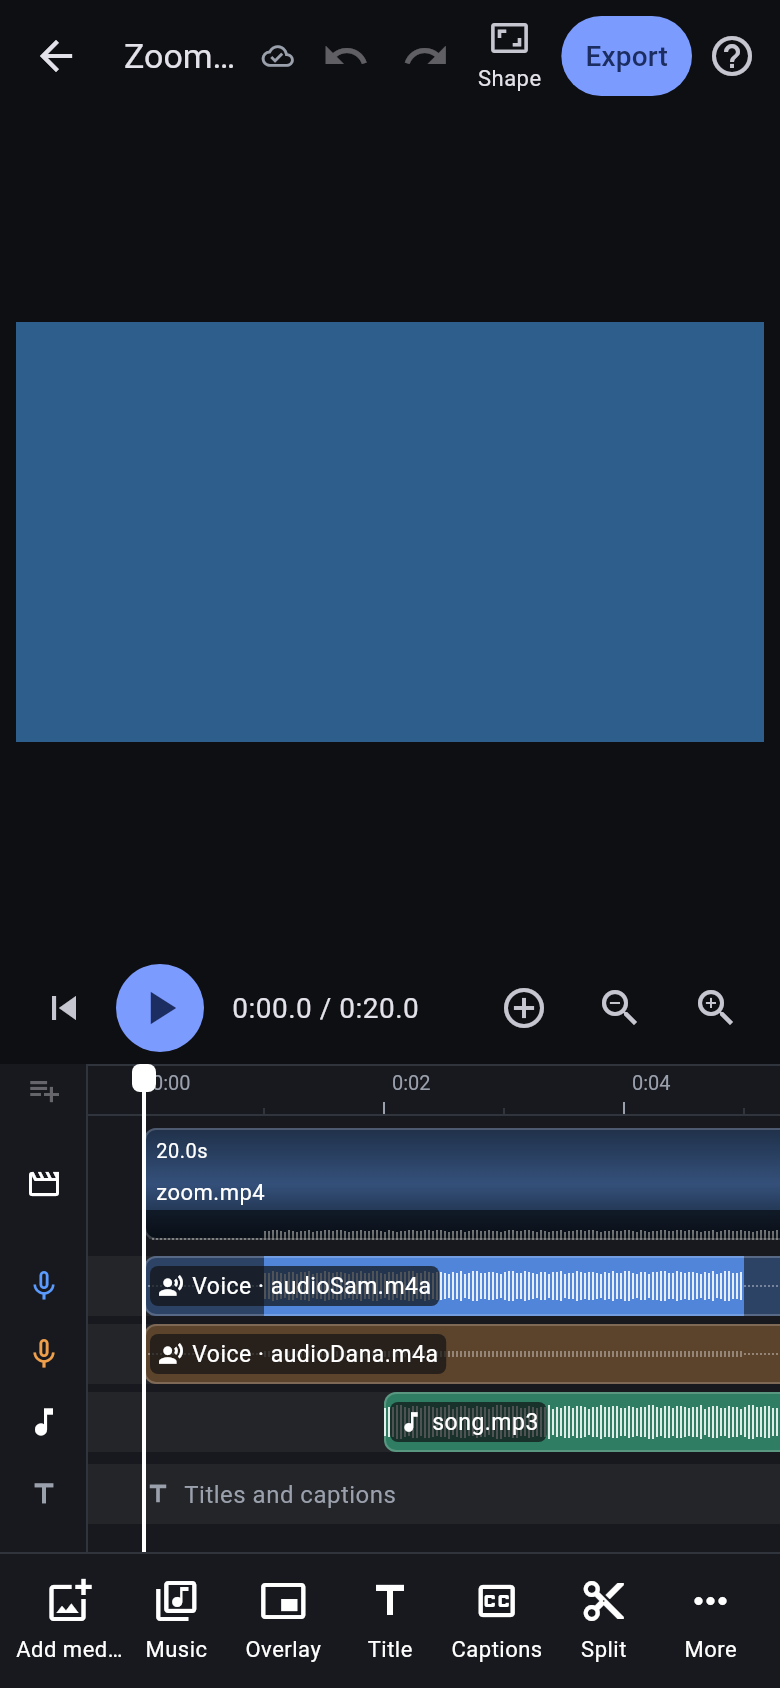 Zoom...
Shape
Export
0:00.0 / 0:20.0
0:00
0:02
0:04
20.0s
zoom.mp4
Voice · audioSam.m4a
Voice · audioDana.m4a
song.mp3
Titles and captions
Add med...
Music
Overlay
Title
Captions
Split
More